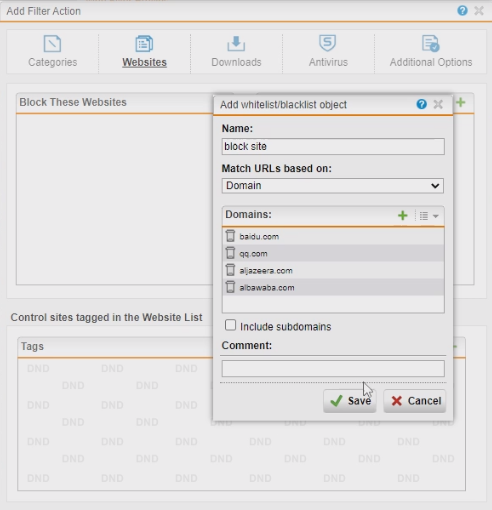 Add Filter Action
Categories
Websites
Downloads
Antivirus
Additional Options
Block These Websites
Add whitelist/blacklist object
Name:
block site
Match URLs based on:
Domain
Domains:
baidu.com
qq.com
aljazeera.com
albawaba.com
Include subdomains
Comment:
Save
Cancel
Control sites tagged in the Website List
Tags
DND DND DND
DND DND
DND DND DND DND DND DND
DND DND DND DND DND
DND DND DND DND DND DND
DND DND DND DND DND
DND DND DND DND DND DND